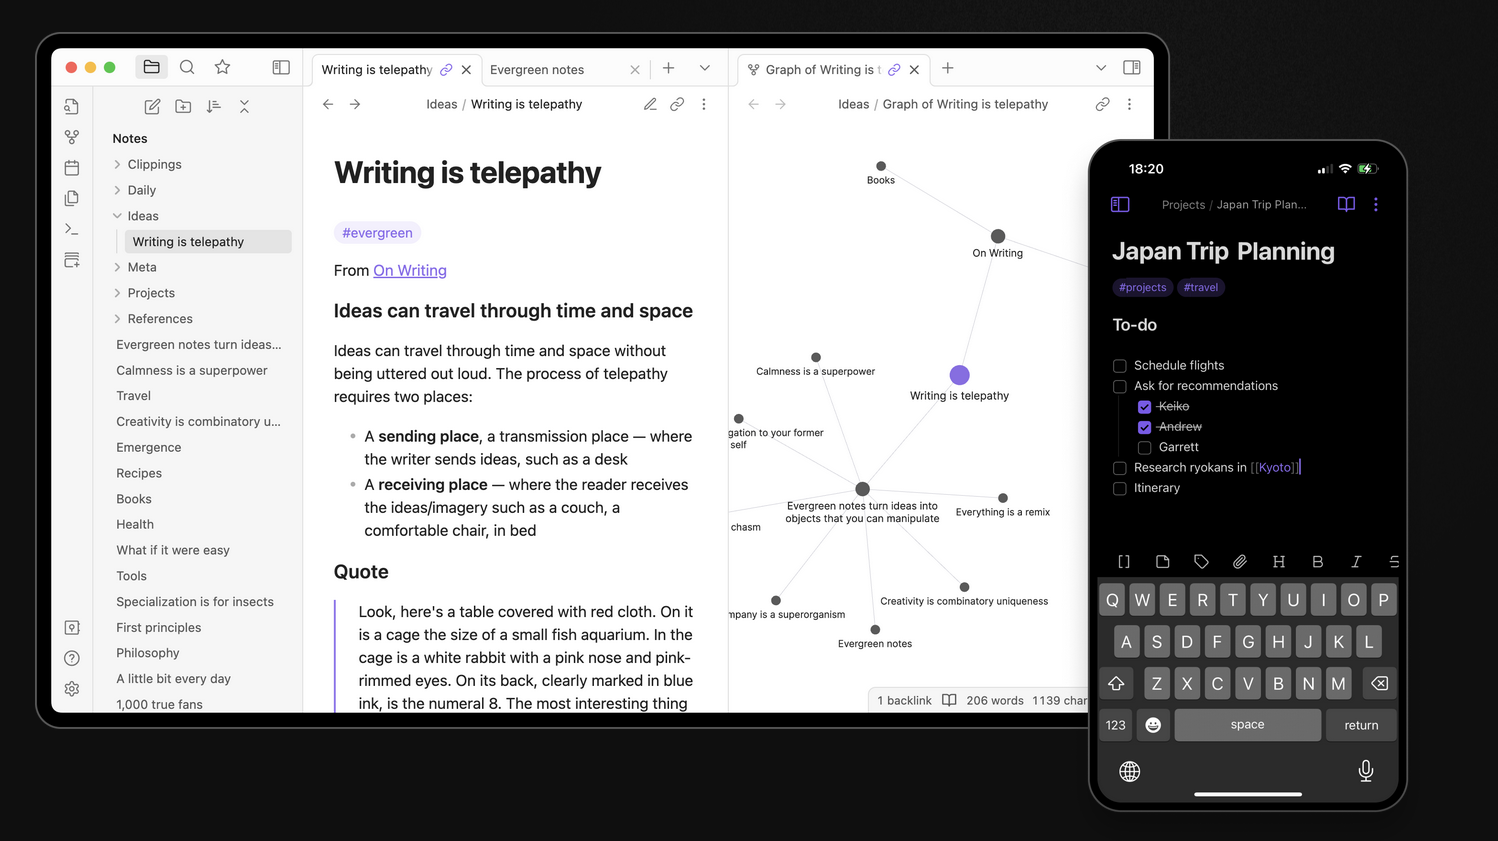 Writing is telepathy
Evergreen notes
Graph of Writing is t
Ideas / Writing is telepathy
Ideas / Graph of Writing is telepathy
Notes
Clippings
Daily
Ideas
Writing is telepathy
Meta
Projects
References
Evergreen notes turn ideas...
Calmness is a superpower
Travel
Creativity is combinatory u...
Emergence
Recipes
Books
Health
What if it were easy
Tools
Specialization is for insects
First principles
Philosophy
A little bit every day
1,000 true fans
Writing is telepathy
#evergreen
From On Writing
Ideas can travel through time and space
Ideas can travel through time and space without
being uttered out loud. The process of telepathy
requires two places:
• A sending place, a transmission place — where
the writer sends ideas, such as a desk
• A receiving place — where the reader receives
the ideas/imagery such as a couch, a
comfortable chair, in bed
Quote
Look, here's a table covered with red cloth. On it
is a cage the size of a small fish aquarium. In the
cage is a white rabbit with a pink nose and pink-
rimmed eyes. On its back, clearly marked in blue
ink, is the numeral 8. The most interesting thing
Books
On Writing
Calmness is a superpower
Writing is telepathy
gation to your former
self
Evergreen notes turn ideas into
objects that you can manipulate
Everything is a remix
chasm
Creativity is combinatory uniqueness
mpany is a superorganism
Evergreen notes
1 backlink 206 words 1139 char
18:20
Projects / Japan Trip Plan...
Japan Trip Planning
#projects #travel
To-do
Schedule flights
Ask for recommendations
Keiko
Andrew
Garrett
Research ryokans in [[Kyoto]]
Itinerary
[] H B I S
Q W E R T Y U I O P
A S D F G H J K L
Z X C V B N M
123 space return